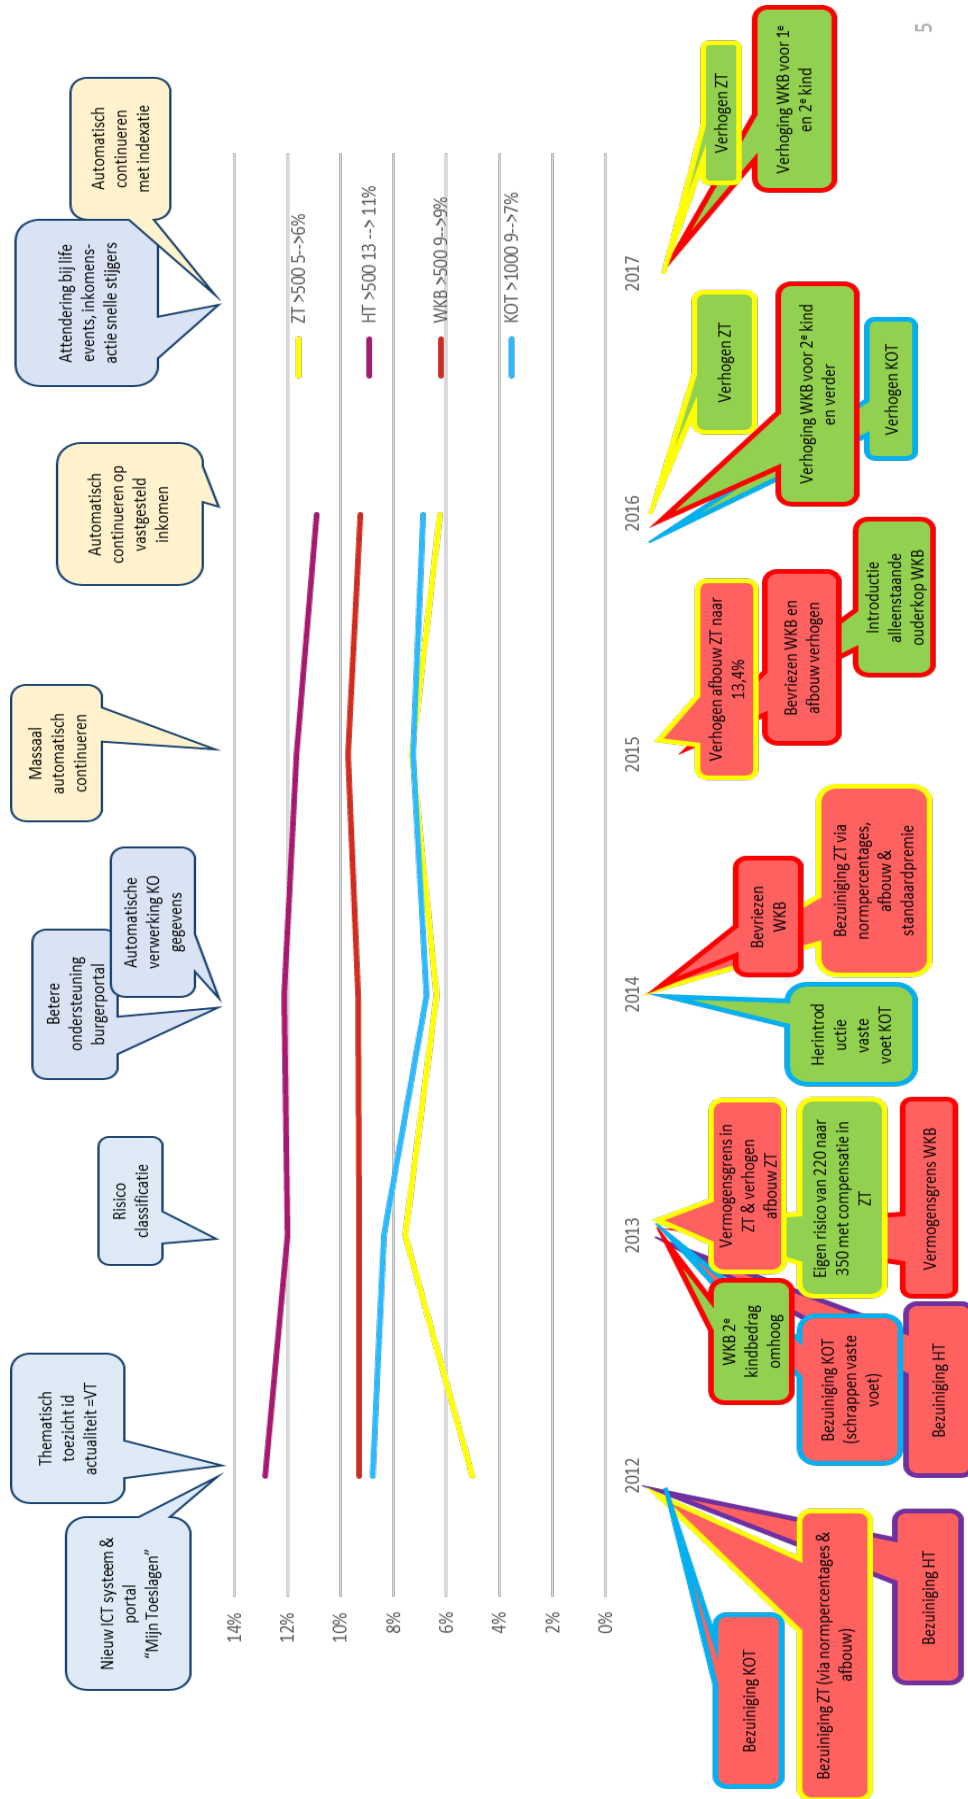 Nieuw ICT systeem &
portal
“Mijn Toeslagen”
Thematisch
toezicht id
actualiteit =VT
Risico
classificatie
Betere
ondersteuning
burgerportal
Automatische
verwerking KO
gegevens
Massaal
automatisch
continueren
Automatisch
continueren op
vastgesteld
inkomen
Attendering bij life
events, inkomens-
actie snelle stijgers
Automatisch
continueren
met indexatie
14%
12%
10%
8%
6%
4%
2%
0%
ZT >500 5-->6%
HT >500 13 --> 11%
WKB >500 9-->9%
KOT >1000 9-->7%
2012
2013
2014
2015
2016
2017
Bezuiniging KOT
Bezuiniging ZT (via normpercentages &
afbouw)
Bezuiniging HT
WKB 2e
kindbedrag
omhoog
Bezuiniging KOT
(schrappen vaste
voet)
Bezuiniging HT
Vermogensgrens in
ZT & verhogen
afbouw ZT
Eigen risico van 220 naar
350 met compensatie in
ZT
Vermogensgrens WKB
Herintrod
uctie
vaste
voet KOT
Bevriezen
WKB
Bezuiniging ZT via
normpercentages,
afbouw &
standaardpremie
Verhogen afbouw ZT naar
13,4%
Bevriezen WKB en
afbouw verhogen
Introductie
alleenstaande
ouderkop WKB
Verhogen ZT
Verhoging WKB voor 2e kind
en verder
Verhogen KOT
Verhogen ZT
Verhoging WKB voor 1e
en 2e kind
5